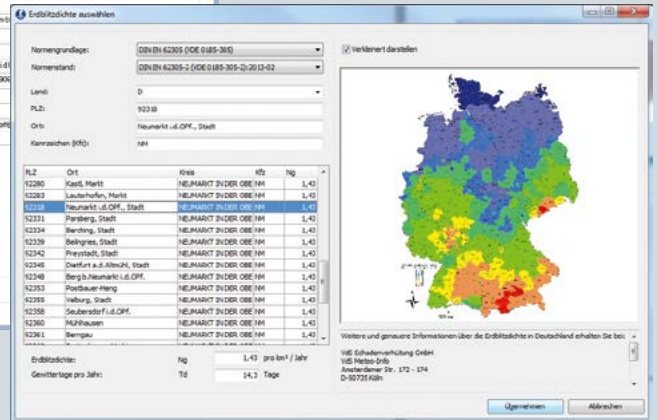 Erdblitzdichte auswählen
Normengrundlage: DIN EN 62305 (VDE 0185-305)
Normenstand: DIN EN 62305-2 (VDE 0185-305-2):2013-02
Land: D
PLZ: 92318
Ort: Neumarkt i.d.OPf., Stadt
Kennzeichen (Kfz): NM
Verkleinert darstellen
PLZ Ort Kreis Kfz Ng
92280 Kastl, Markt NEUMARKT IN DER OBE NM 1,43
92283 Lauterhofen, Markt NEUMARKT IN DER OBE NM 1,43
92318 Neumarkt i.d.OPf., Stadt NEUMARKT IN DER OBE NM 1,43
92331 Parsberg, Stadt NEUMARKT IN DER OBE NM 1,43
92334 Berching, Stadt NEUMARKT IN DER OBE NM 1,43
92339 Beilngries, Stadt NEUMARKT IN DER OBE NM 1,43
92342 Freystadt, Stadt NEUMARKT IN DER OBE NM 1,43
92345 Dietfurt a.d.Altmühl, Stadt NEUMARKT IN DER OBE NM 1,43
92348 Berg b.Neumarkt i.d.OPf. NEUMARKT IN DER OBE NM 1,43
92353 Postbauer-Heng NEUMARKT IN DER OBE NM 1,43
92355 Velburg, Stadt NEUMARKT IN DER OBE NM 1,43
92358 Seubersdorf i.d.OPf. NEUMARKT IN DER OBE NM 1,43
92360 Mühlhausen NEUMARKT IN DER OBE NM 1,43
92361 Berngau NEUMARKT IN DER OBE NM 1,43
Erdblitzdichte: Ng 1,43 pro km² / Jahr
Gewittertage pro Jahr: Td 14,3 Tage
Weitere und genauere Informationen über die Erdblitzdichte in Deutschland erhalten Sie bei:
VdS Schadenverhütung GmbH
VdS Meteo-Info
Amsterdamer Str. 172 - 174
D-50735 Köln
Übernehmen Abbrechen